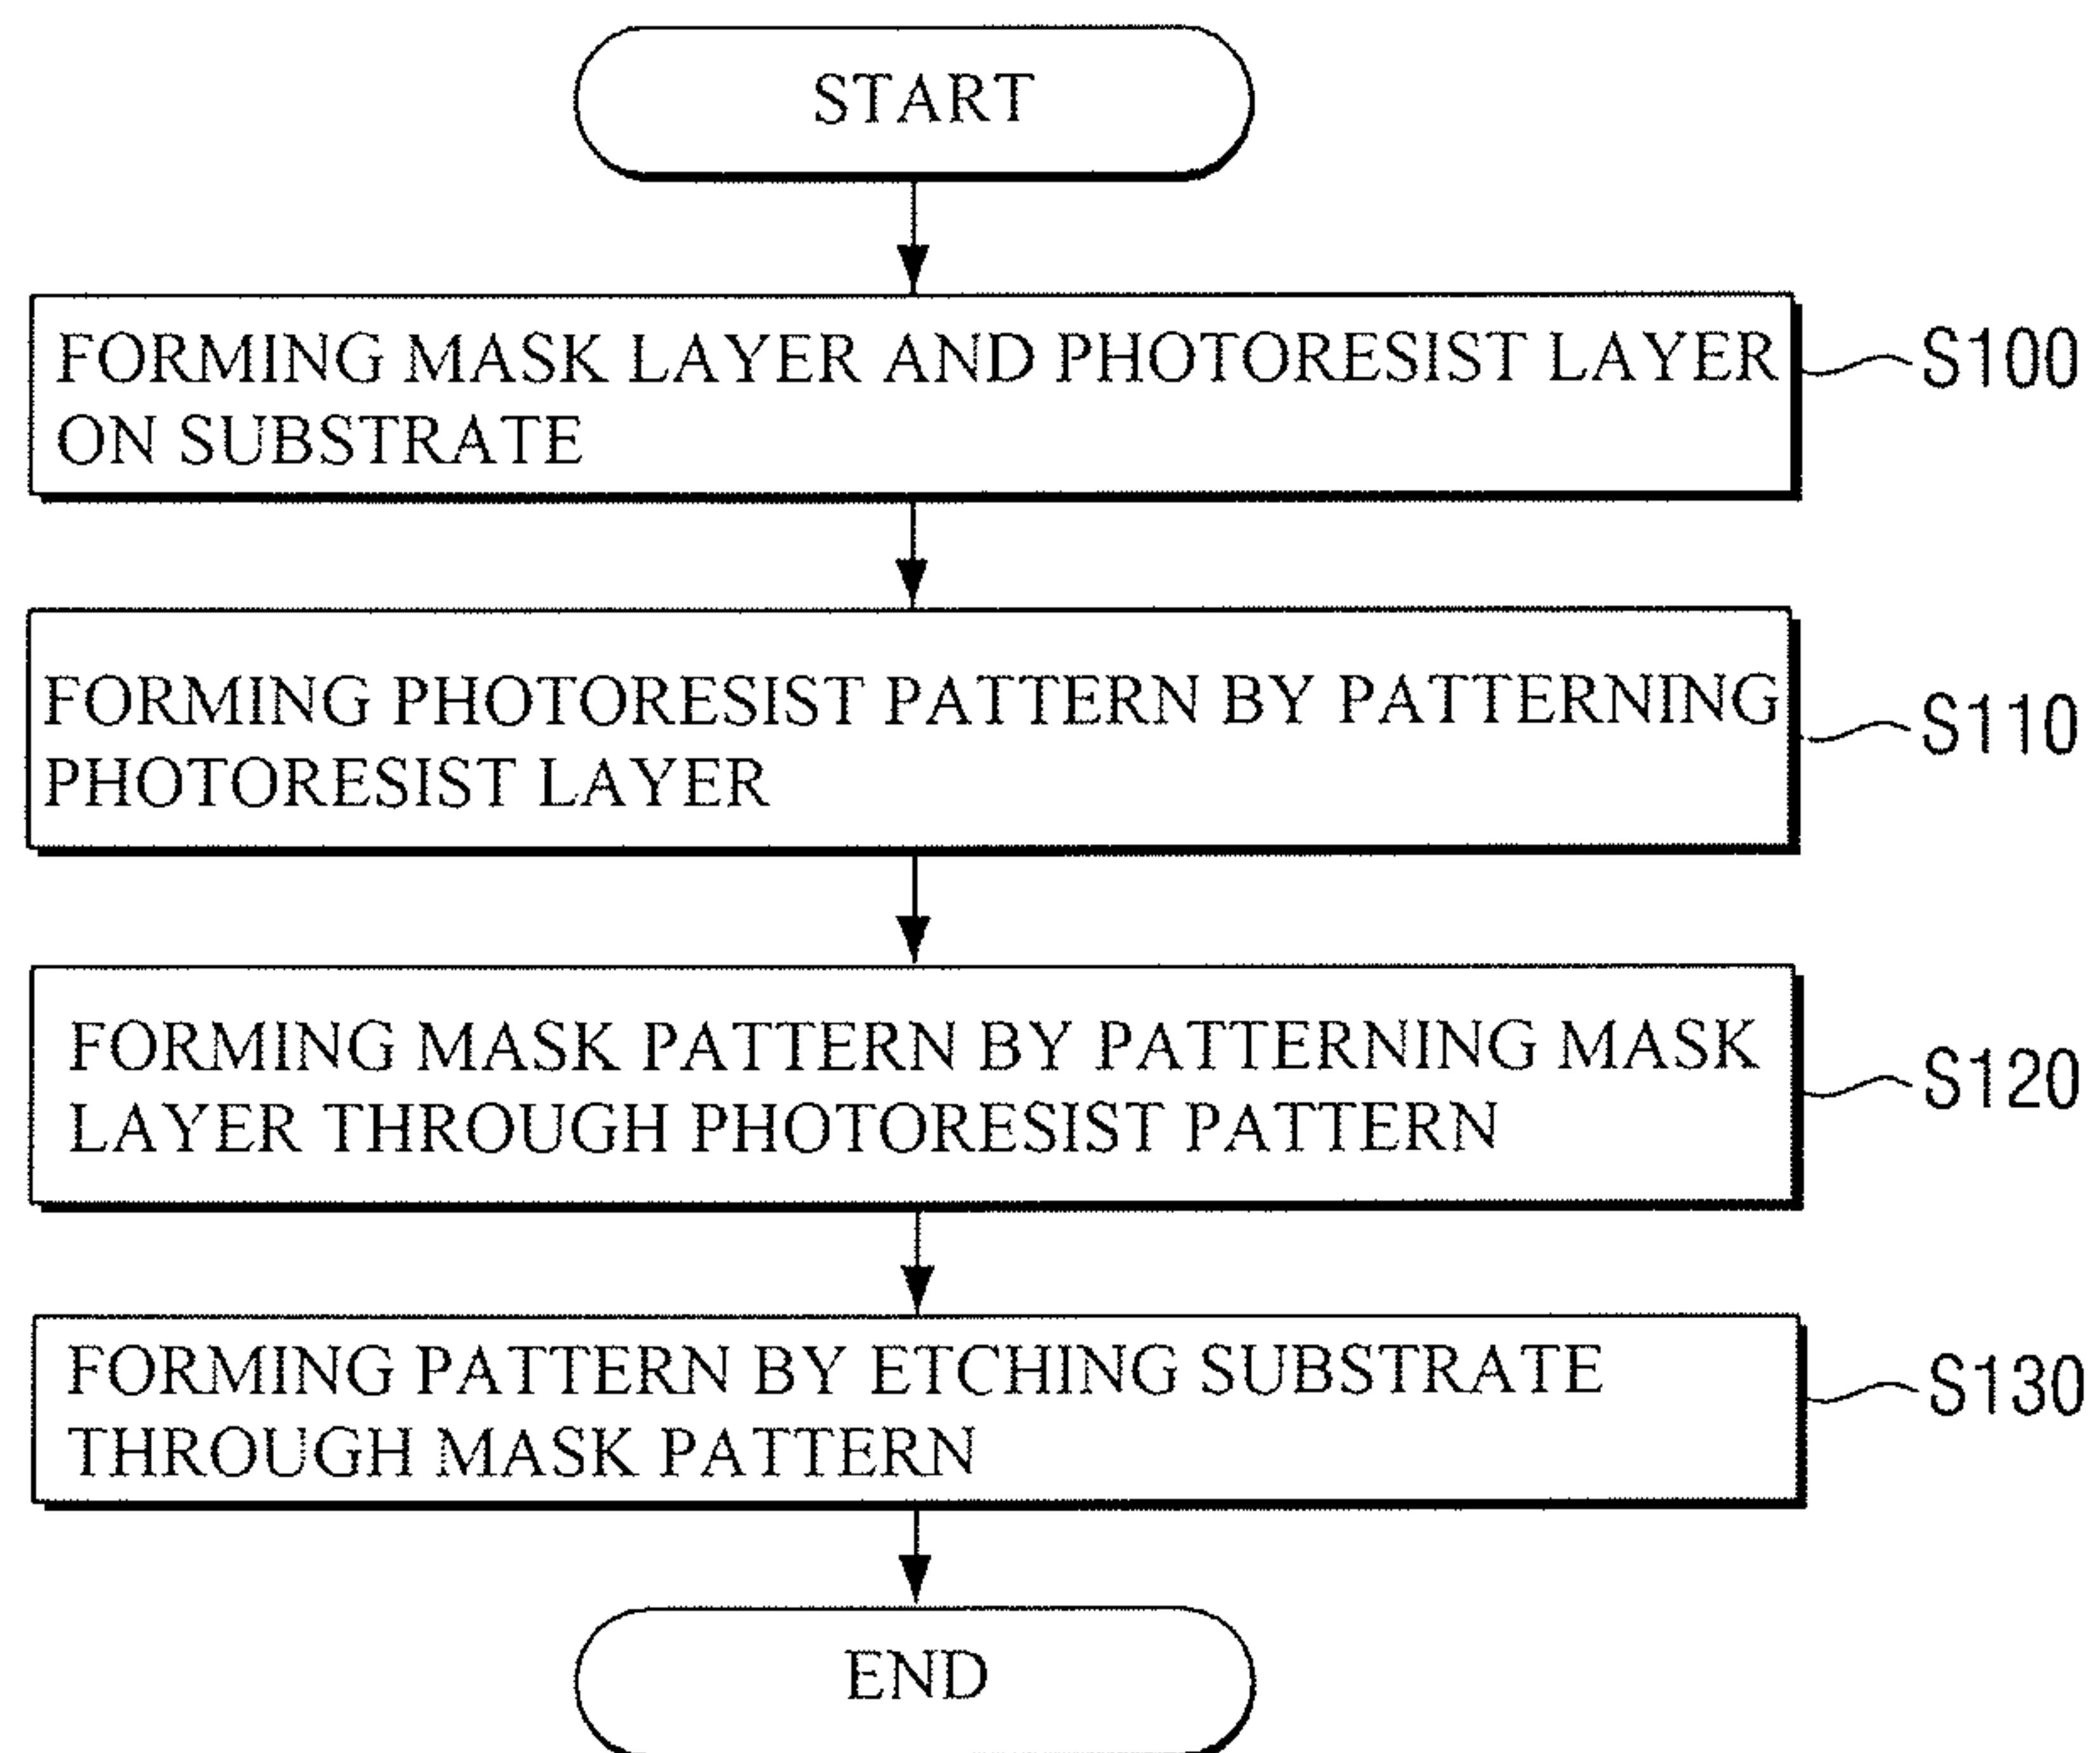 START
FORMING MASK LAYER AND PHOTORESIST LAYER
ON SUBSTRATE
S100
FORMING PHOTORESIST PATTERN BY PATTERNING
PHOTORESIST LAYER
S110
FORMING MASK PATTERN BY PATTERNING MASK
LAYER THROUGH PHOTORESIST PATTERN
S120
FORMING PATTERN BY ETCHING SUBSTRATE
THROUGH MASK PATTERN
S130
END